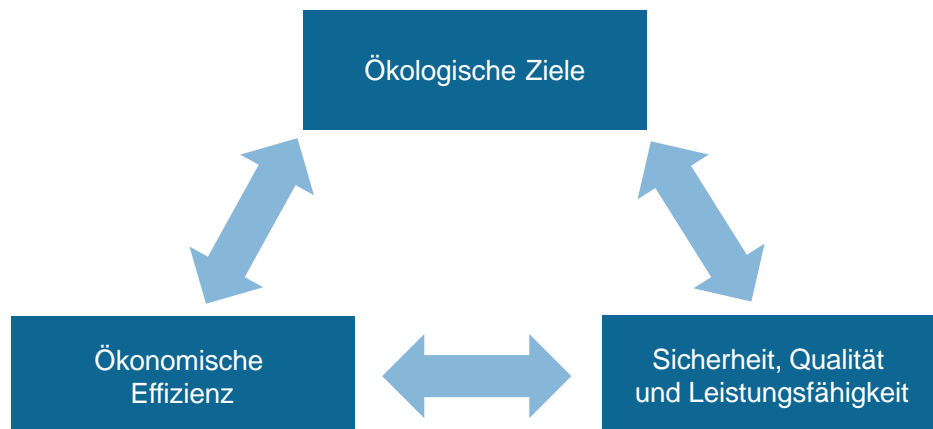 Ökologische Ziele
Ökonomische
Effizienz
Sicherheit, Qualität
und Leistungsfähigkeit